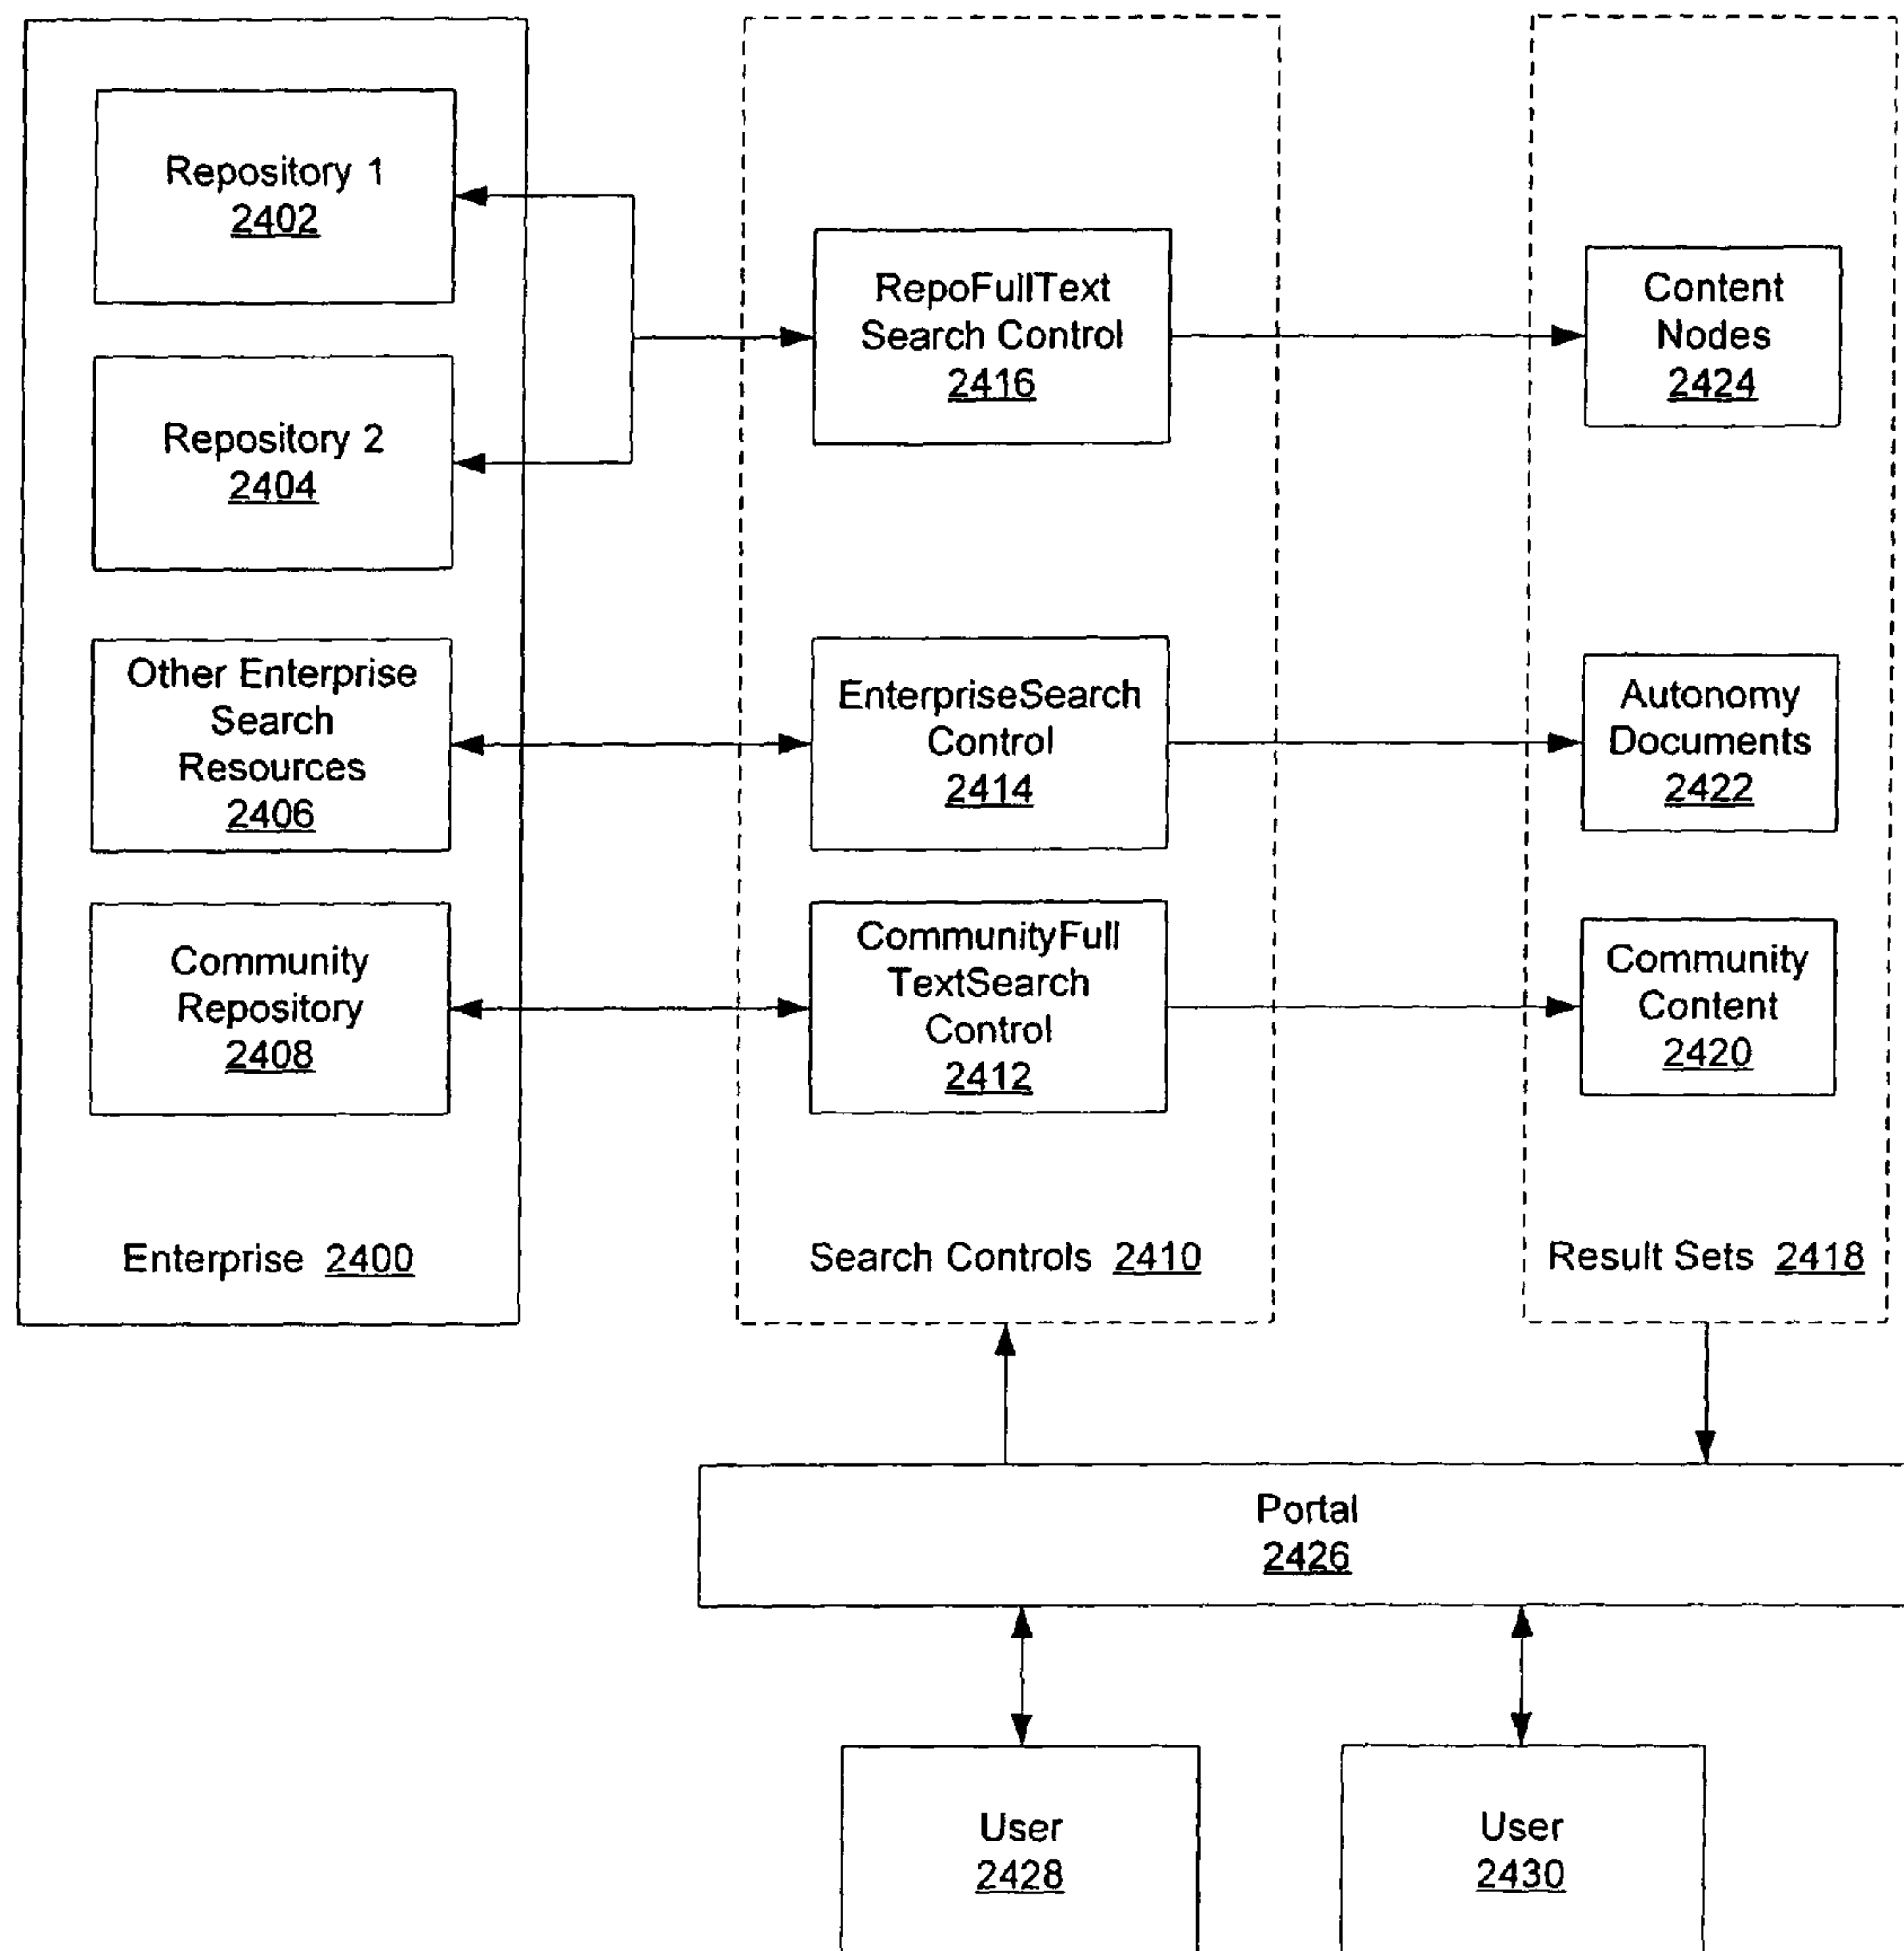 Repository 1
2402
Repository 2
2404
Other Enterprise
Search
Resources
2406
Community
Repository
2408
Enterprise 2400
RepoFullText
Search Control
2416
EnterpriseSearch
Control
2414
CommunityFull
TextSearch
Control
2412
Search Controls 2410
Content
Nodes
2424
Autonomy
Documents
2422
Community
Content
2420
Result Sets 2418
Portal
2426
User
2428
User
2430